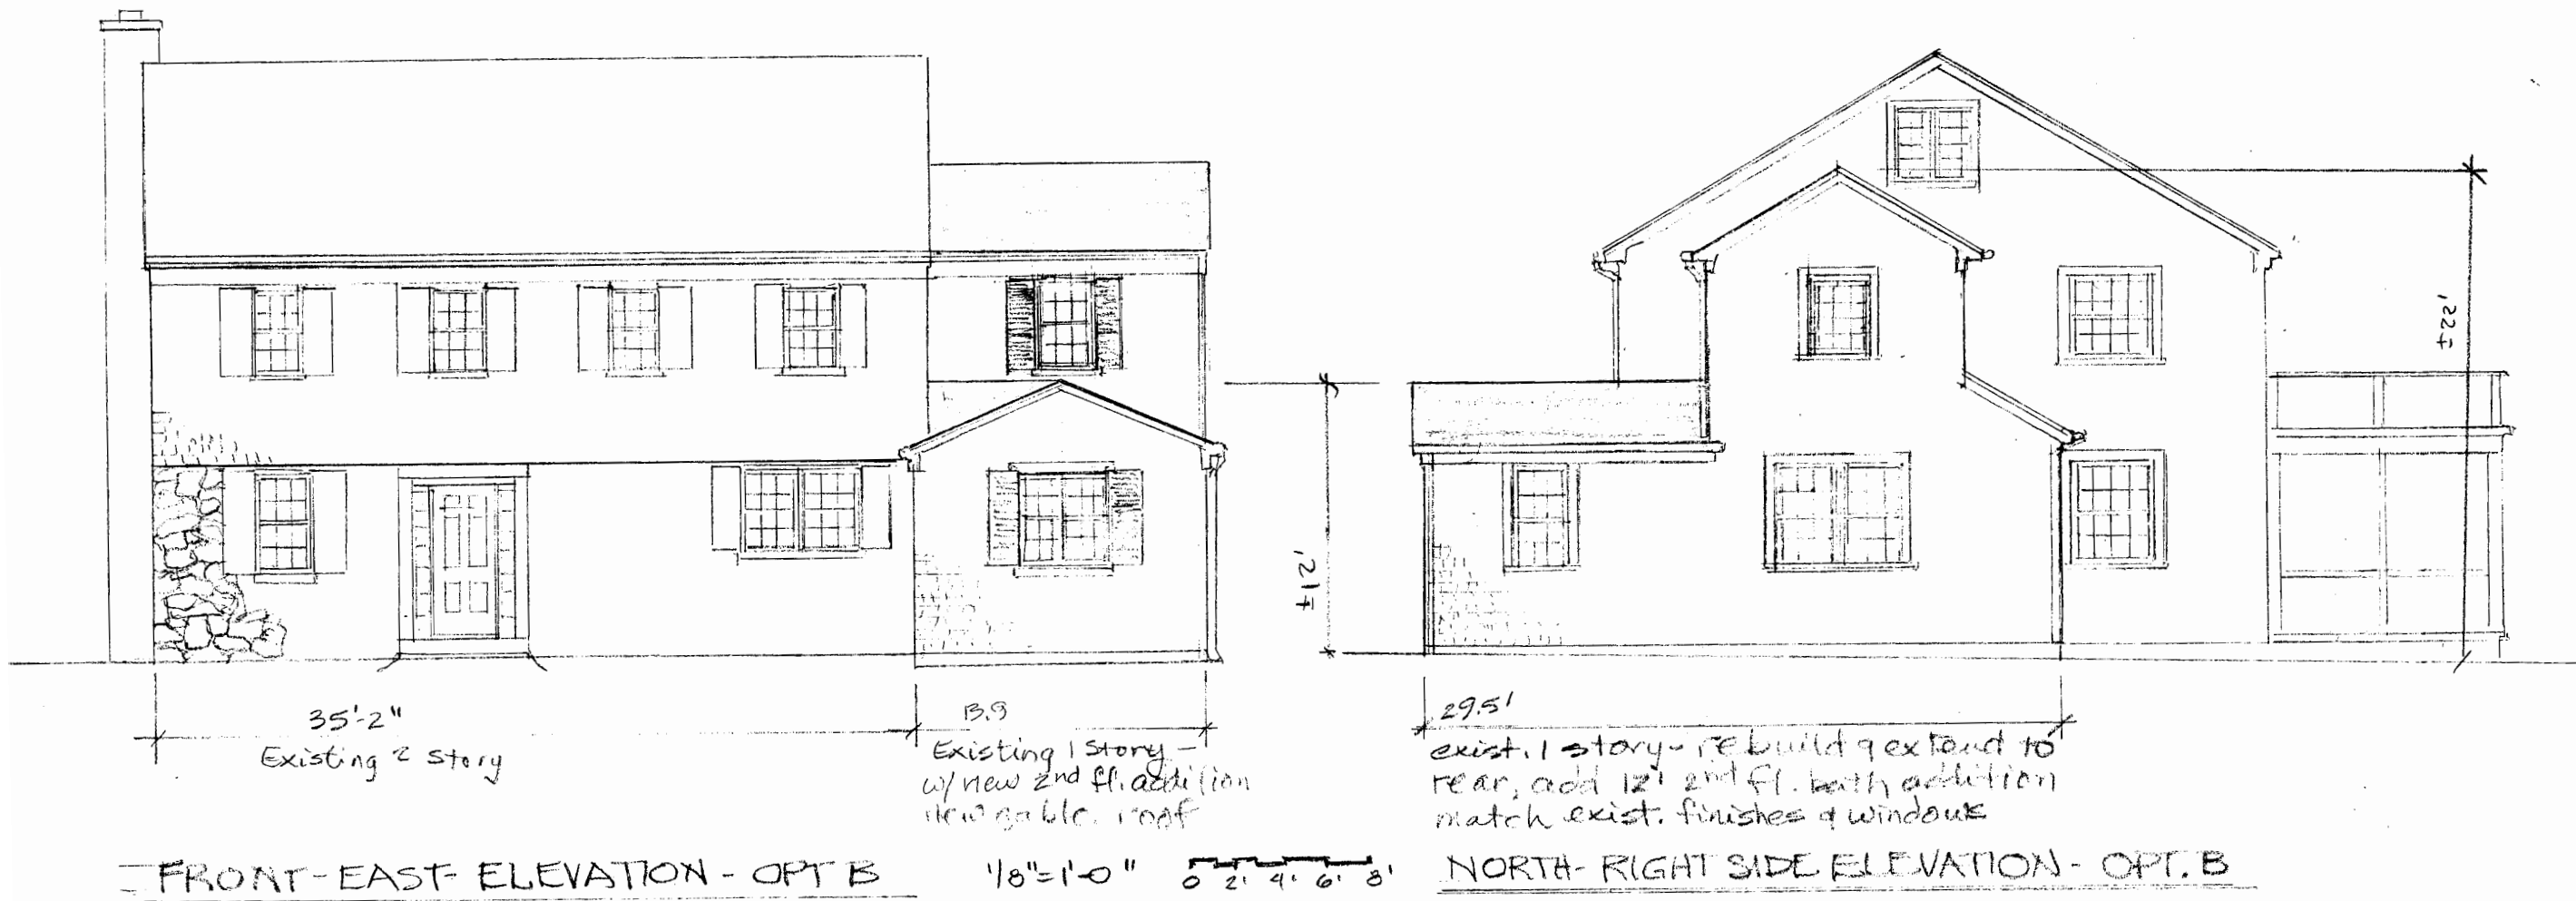 35'-2"
Existing 2 story
13.9
Existing 1 story -
w/ new 2nd fl. addition
new gable roof
12'±
22'±
29.5'
exist. 1 story - rebuild & extend to
rear, add 12' 2nd fl. bath addition
match exist. finishes & windows
FRONT-EAST-ELEVATION - OPT B
1/8"=1'-0"
0 2' 4' 6' 8'
NORTH-RIGHT SIDE ELEVATION - OPT. B